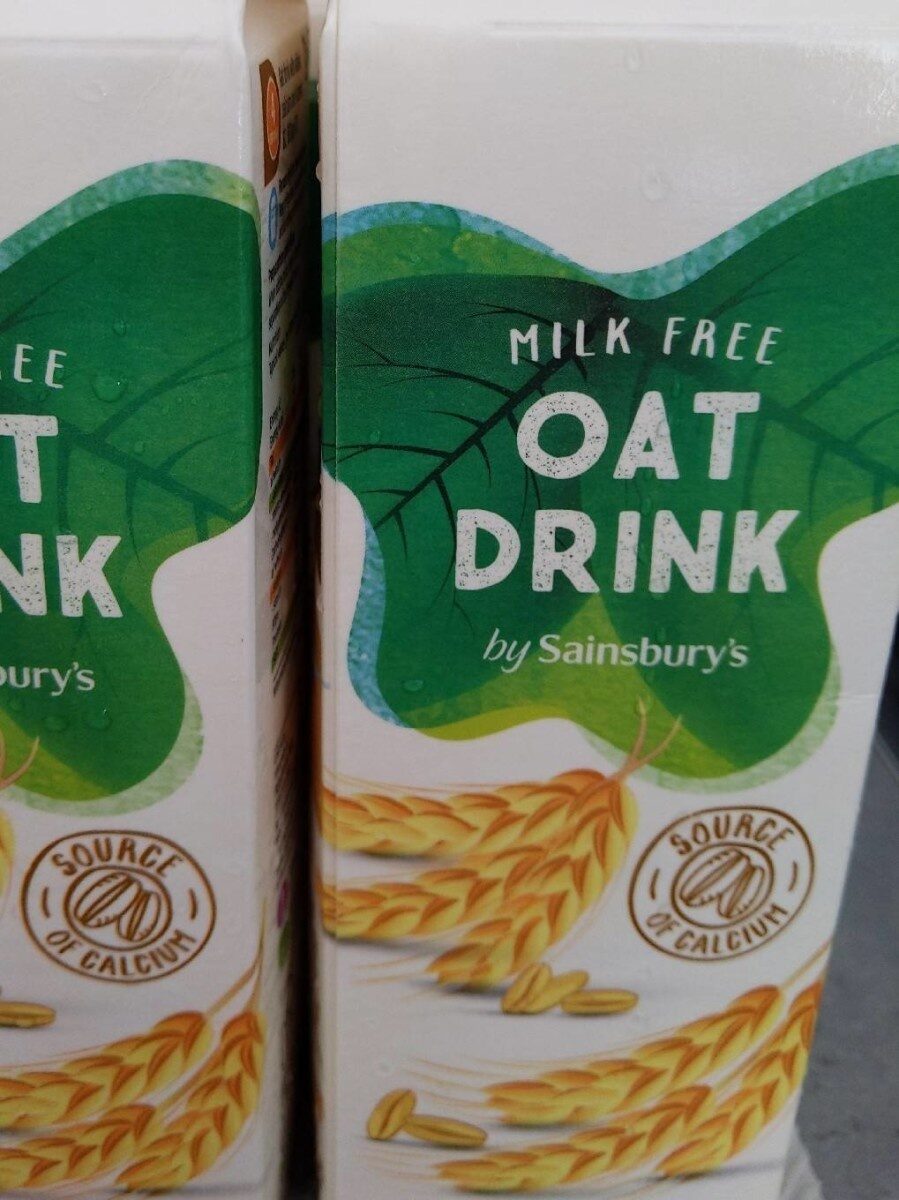 MILK FREE
OAT
DRINK
by Sainsbury's
SOURCE
OF CALCIUM
EE
T
NK
bury's
SOURCE
OF CALCIUM